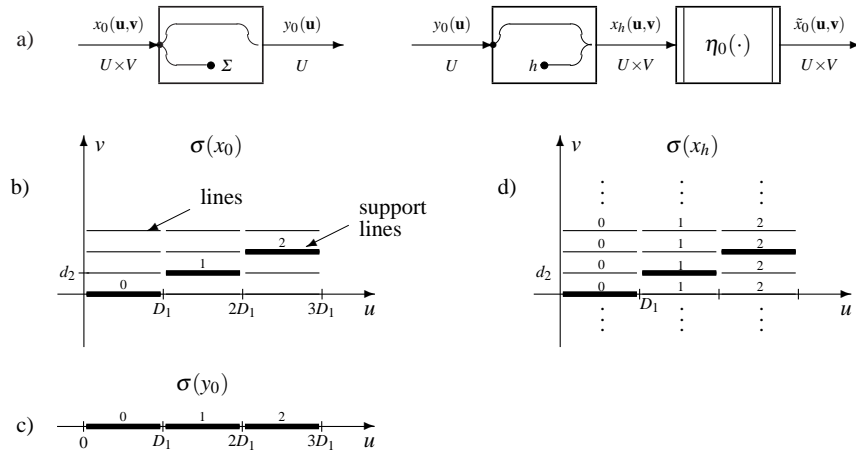 a) x₀(u,v) y₀(u) y₀(u) x_h(u,v) η₀(·) x̃₀(u,v)
U×V Σ U U h U×V U×V
b) v σ(x₀)
lines
support
lines
2
1
d₂
0
D₁ 2D₁ 3D₁ u
d) v σ(x_h)
⋮ ⋮ ⋮
0 1 2
0 1 2
d₂ 0 1 2
0 1 2
D₁ u
⋮ ⋮ ⋮
σ(y₀)
c) 0 1 2
0 D₁ 2D₁ 3D₁ u